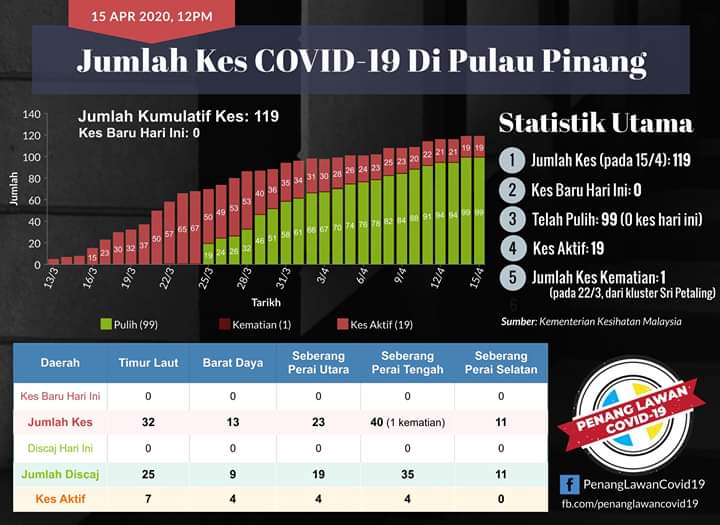 15 APR 2020, 12PM
Jumlah Kes COVID-19 Di Pulau Pinang
Jumlah Kumulatif Kes: 119
Kes Baru Hari Ini: 0
Jumlah
140
120
100
80
60
40
20
0
15 23 30 32 37 50 57 65 67 50 49 53 53 40 36 35 34 31 30 28 26 24 23 25 23 20 22 21 21 19 19
19 24 26 32 46 51 58 61 66 67 70 74 76 78 82 84 88 91 94 94 99 99
13/3 16/3 19/3 22/3 25/3 28/3 31/3 3/4 6/4 9/4 12/4 15/4
Tarikh
Pulih (99) Kematian (1) Kes Aktif (19)
Statistik Utama
1 Jumlah Kes (pada 15/4): 119
2 Kes Baru Hari Ini: 0
3 Telah Pulih: 99 (0 kes hari ini)
4 Kes Aktif: 19
5 Jumlah Kes Kematian: 1
(pada 22/3, dari kluster Sri Petaling)
6
Sumber: Kementerian Kesihatan Malaysia
Daerah Timur Laut Barat Daya Seberang Perai Utara Seberang Perai Tengah Seberang Perai Selatan
Kes Baru Hari Ini 0 0 0 0 0
Jumlah Kes 32 13 23 40 (1 kematian) 11
Discaj Hari Ini 0 0 0 0 0
Jumlah Discaj 25 9 19 35 11
Kes Aktif 7 4 4 4 0
PENANG LAWAN
COVID-19
PenangLawanCovid19
fb.com/penanglawancovid19